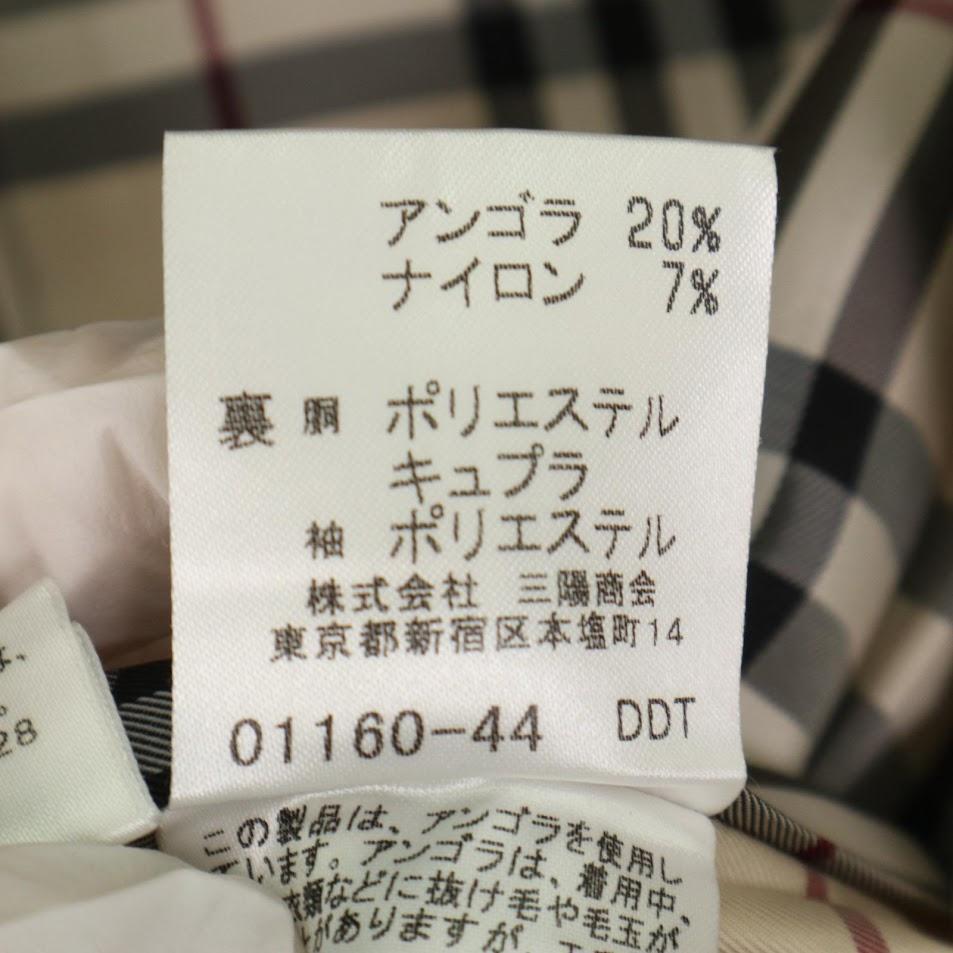 アンゴラ 20%
ナイロン 7%
裏 胴 ポリエステル
キュプラ
袖 ポリエステル
株式会社 三陽商会
東京都新宿区本塩町14
01160-44 DDT
この製品は、アンゴラを使用し
います。アンゴラは、着用中、
衣類などに抜け毛や毛玉が
がありますが、
は、
。
28